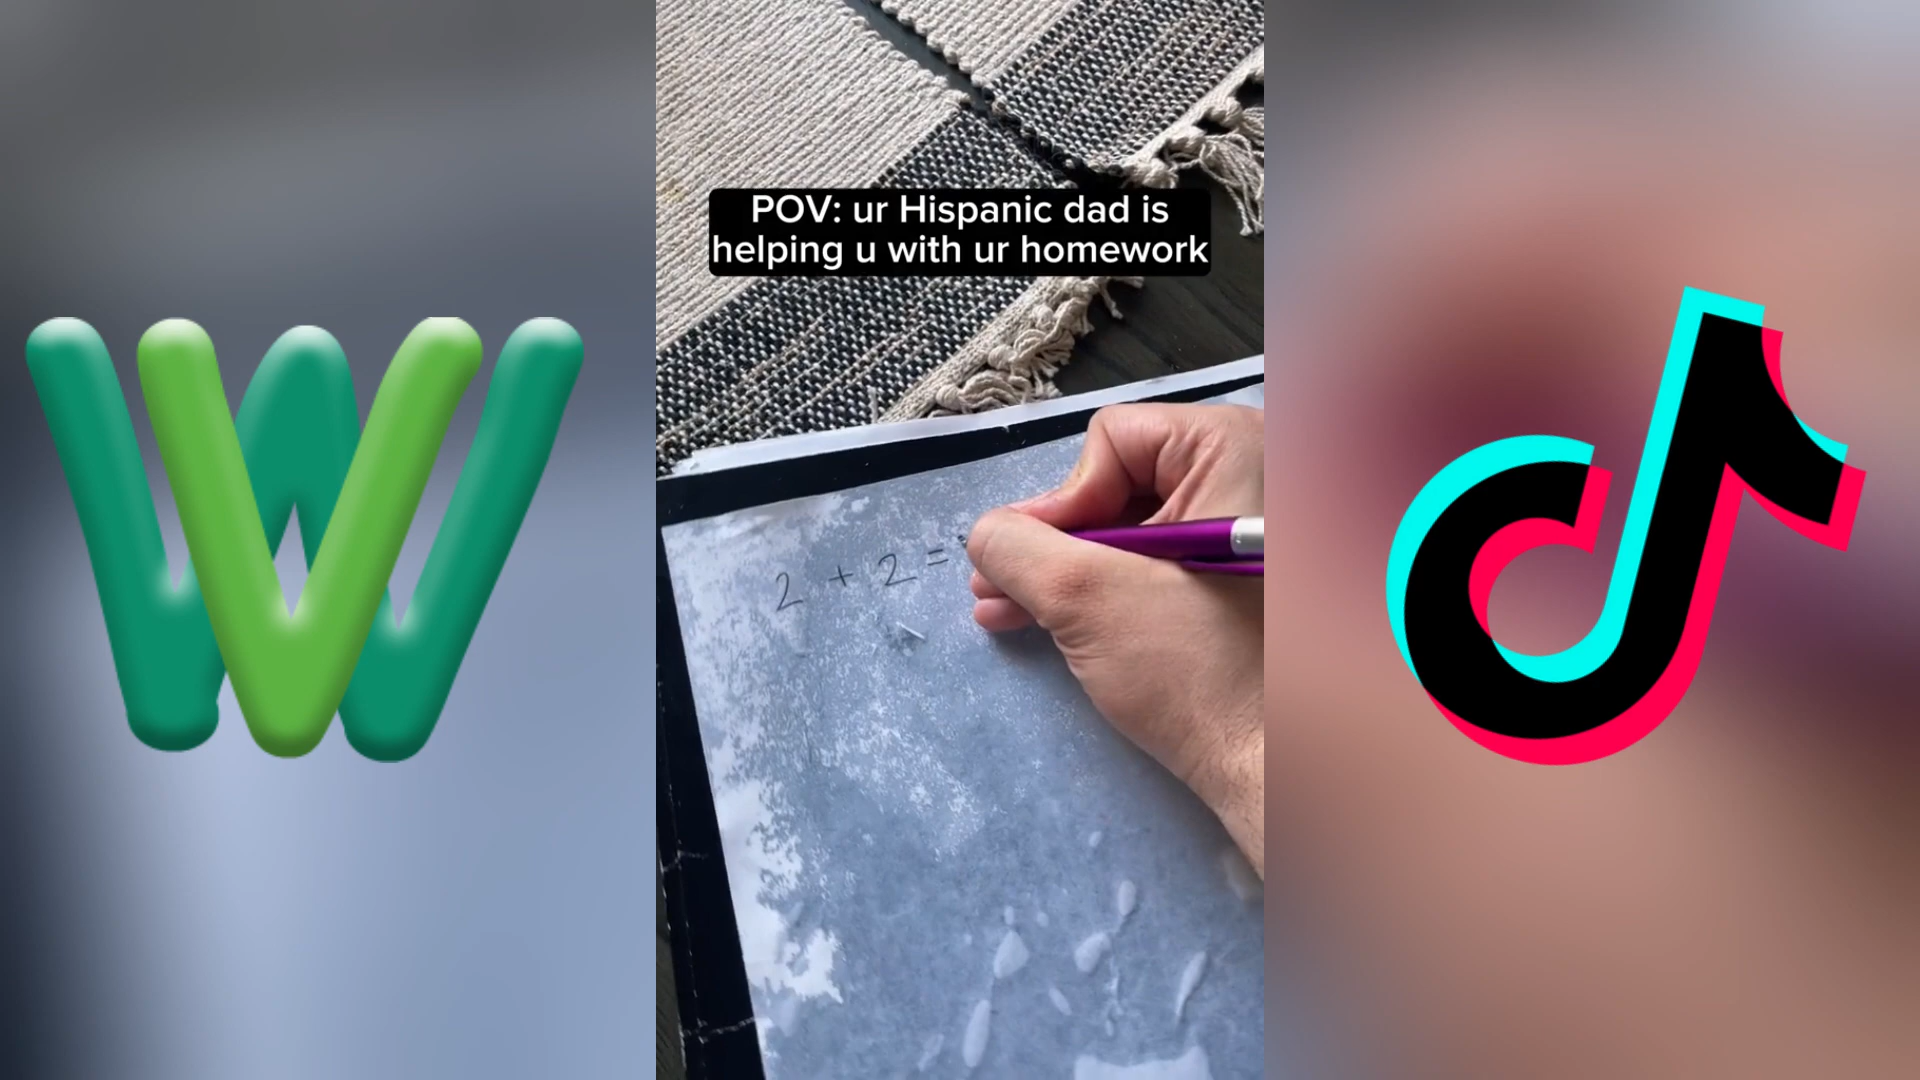 POV: ur Hispanic dad is
helping u with ur homework
2 + 2 =